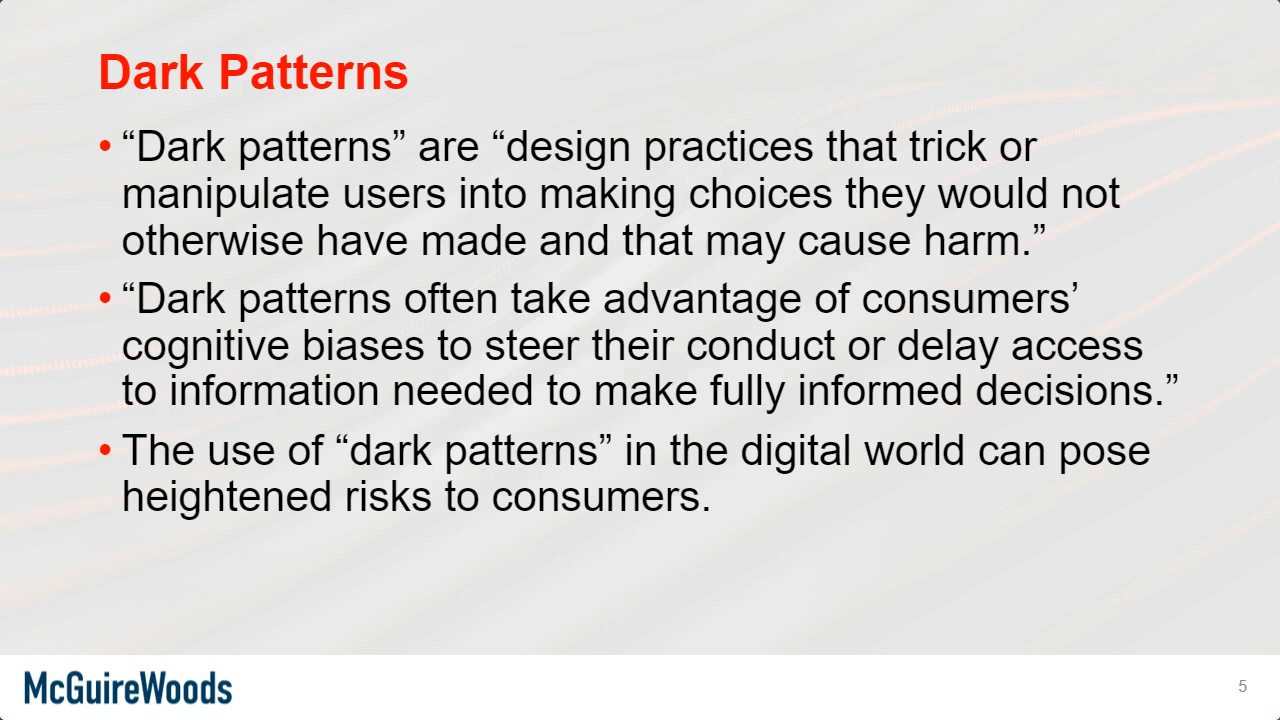 Dark Patterns
• “Dark patterns” are “design practices that trick or
manipulate users into making choices they would not
otherwise have made and that may cause harm.”
• “Dark patterns often take advantage of consumers’
cognitive biases to steer their conduct or delay access
to information needed to make fully informed decisions.”
• The use of “dark patterns” in the digital world can pose
heightened risks to consumers.
McGuireWoods
5